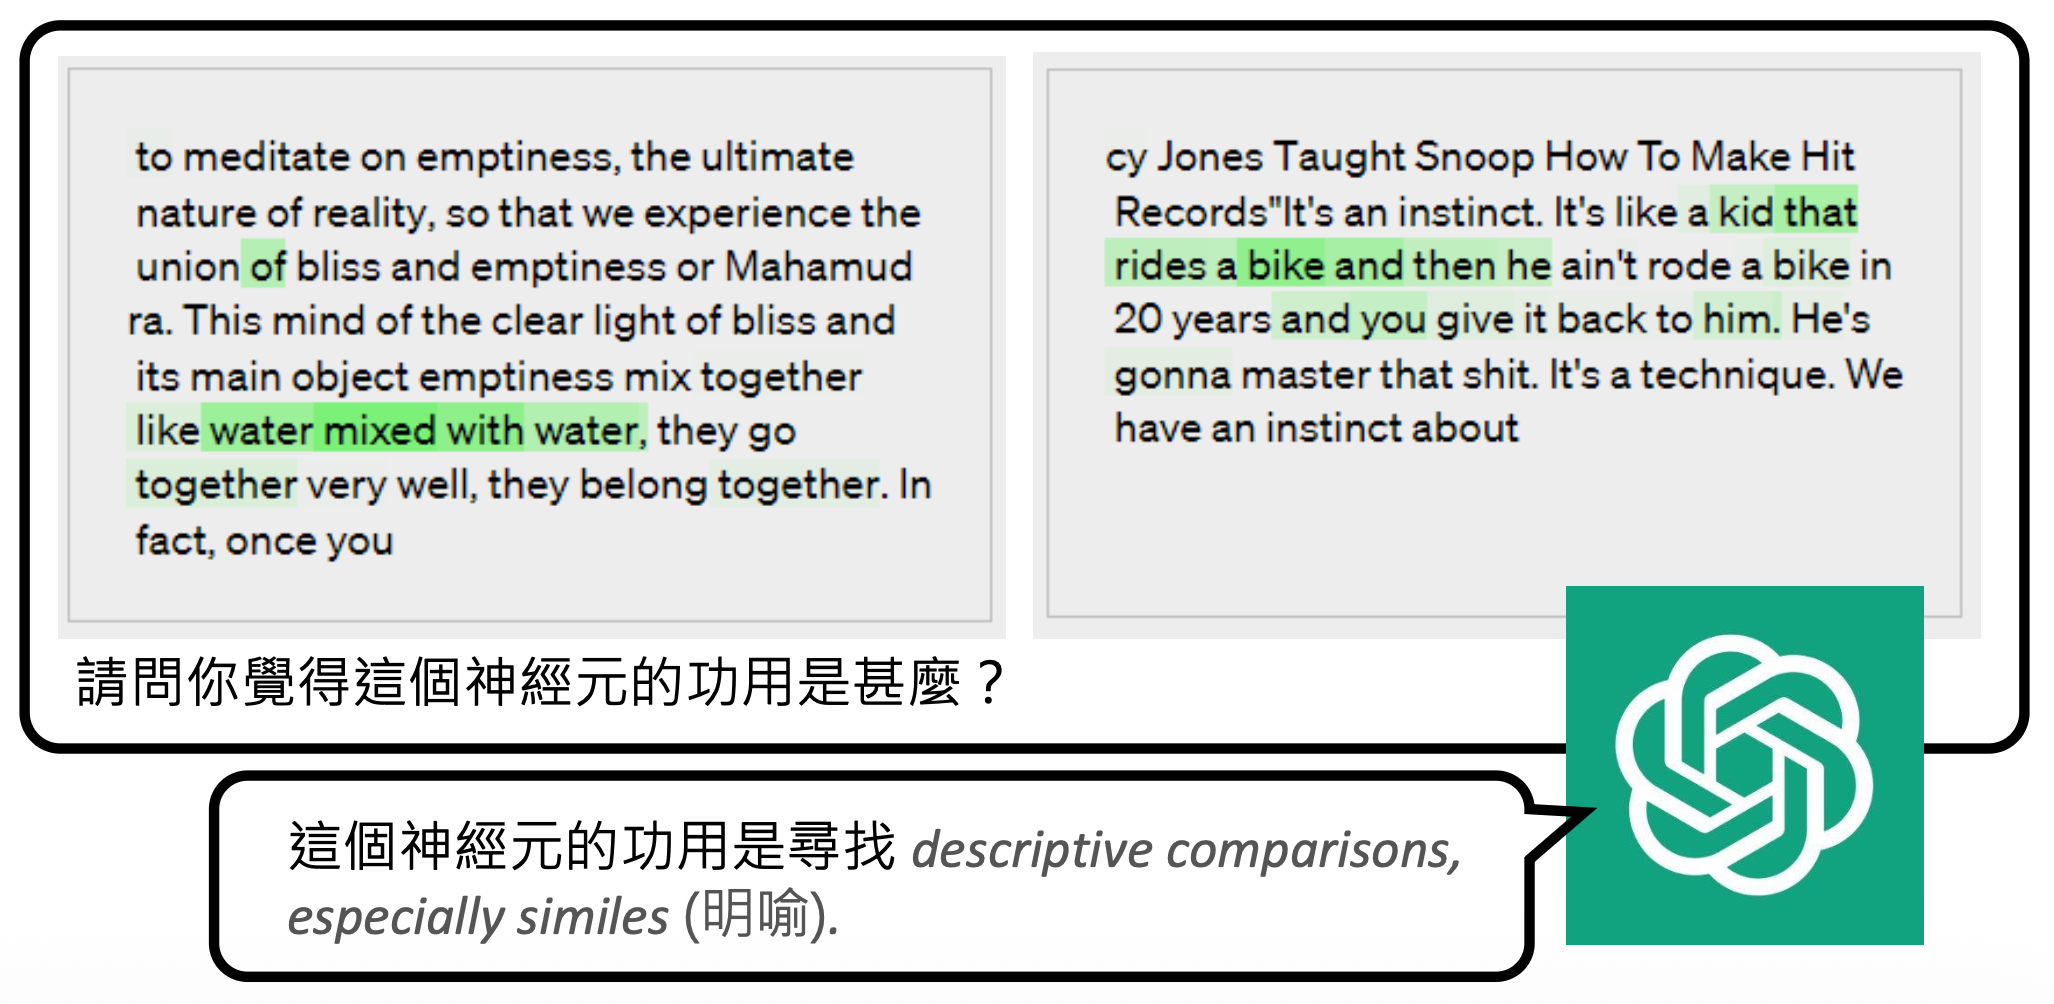 to meditate on emptiness, the ultimate
nature of reality, so that we experience the
union of bliss and emptiness or Mahamud
ra. This mind of the clear light of bliss and
its main object emptiness mix together
like water mixed with water, they go
together very well, they belong together. In
fact, once you
cy Jones Taught Snoop How To Make Hit
Records"It's an instinct. It's like a kid that
rides a bike and then he ain't rode a bike in
20 years and you give it back to him. He's
gonna master that shit. It's a technique. We
have an instinct about
請問你覺得這個神經元的功用是甚麼？
這個神經元的功用是尋找 descriptive comparisons,
especially similes (明喻).